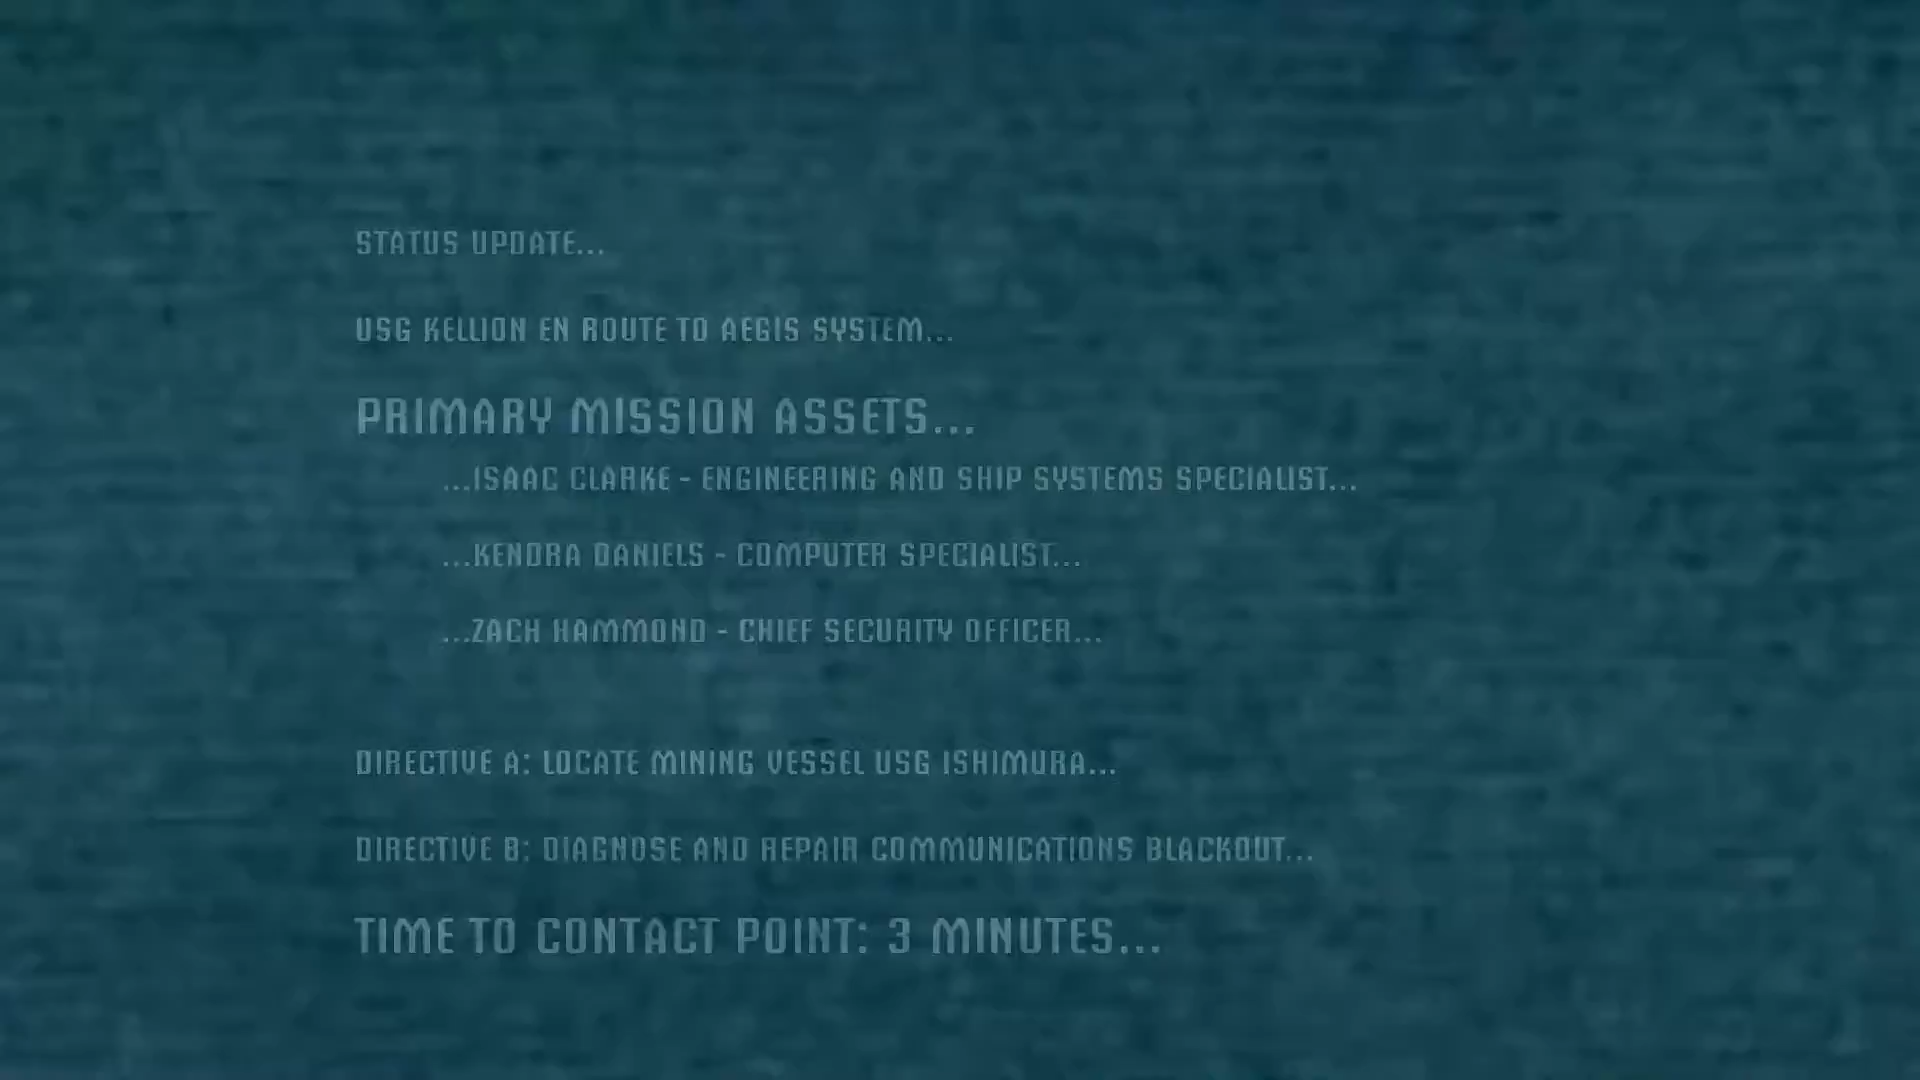 STATUS UPDATE...
USG KELLION EN ROUTE TO AEGIS SYSTEM...
PRIMARY MISSION ASSETS...
...ISAAC CLARKE - ENGINEERING AND SHIP SYSTEMS SPECIALIST...
...KENDRA DANIELS - COMPUTER SPECIALIST...
...ZACH HAMMOND - CHIEF SECURITY OFFICER...
DIRECTIVE A: LOCATE MINING VESSEL USG ISHIMURA...
DIRECTIVE B: DIAGNOSE AND REPAIR COMMUNICATIONS BLACKOUT...
TIME TO CONTACT POINT: 3 MINUTES...